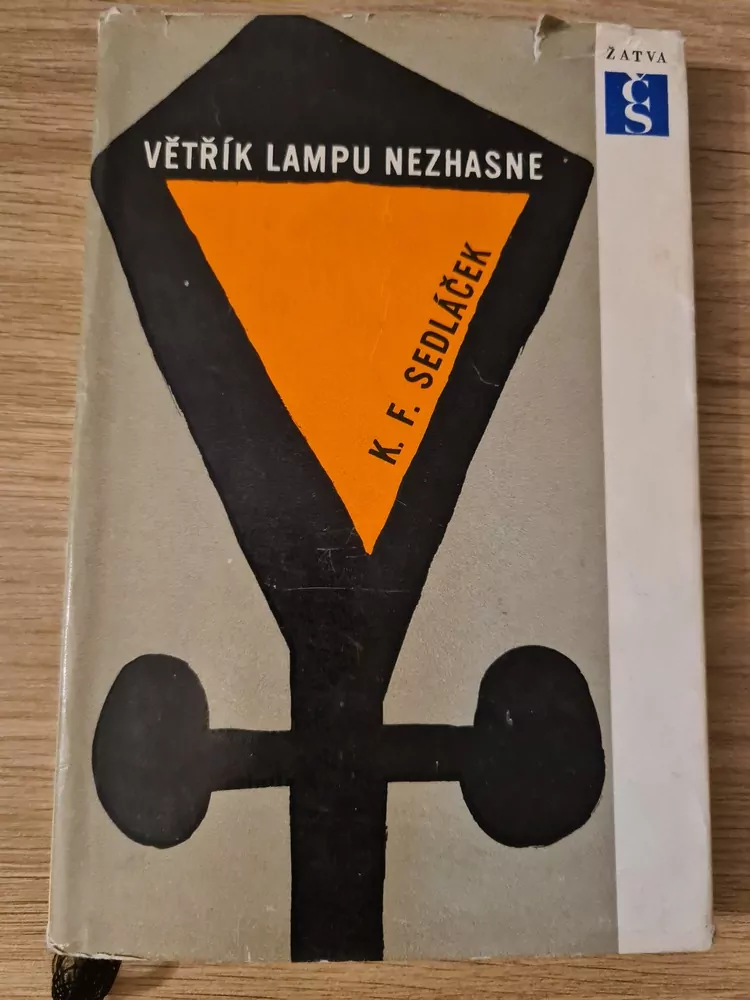 ŽATVA
ČS
VĚTŘÍK LAMPU NEZHASNE
K. F. SEDLÁČEK